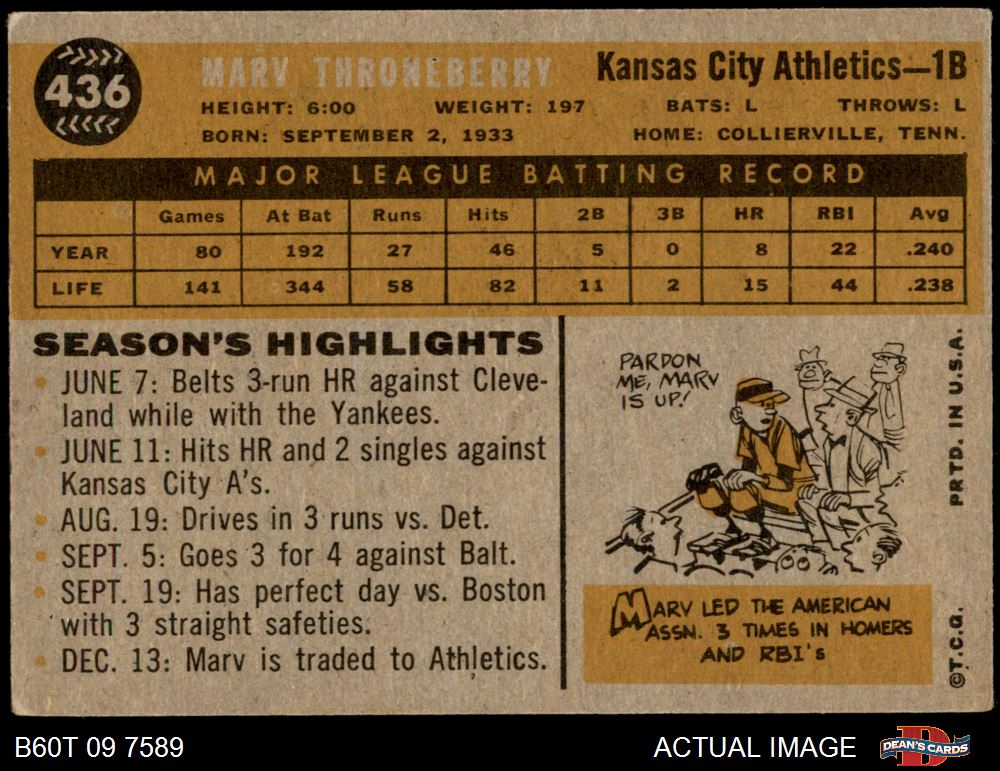 436
MARV THRONEBERRY
Kansas City Athletics—1B
HEIGHT: 6:00 WEIGHT: 197 BATS: L THROWS: L
BORN: SEPTEMBER 2, 1933 HOME: COLLIERVILLE, TENN.
MAJOR LEAGUE BATTING RECORD
Games At Bat Runs Hits 2B 3B HR RBI Avg
YEAR 80 192 27 46 5 0 8 22 .240
LIFE 141 344 58 82 11 2 15 44 .238
SEASON'S HIGHLIGHTS
• JUNE 7: Belts 3-run HR against Cleve-
land while with the Yankees.
• JUNE 11: Hits HR and 2 singles against
Kansas City A's.
• AUG. 19: Drives in 3 runs vs. Det.
• SEPT. 5: Goes 3 for 4 against Balt.
• SEPT. 19: Has perfect day vs. Boston
with 3 straight safeties.
• DEC. 13: Marv is traded to Athletics.
PARDON
ME, MARV
IS UP!
MARV LED THE AMERICAN
ASSN. 3 TIMES IN HOMERS
AND RBI's
©T.C.G. PRTD. IN U.S.A.
B60T 09 7589
ACTUAL IMAGE
DEAN'S CARDS